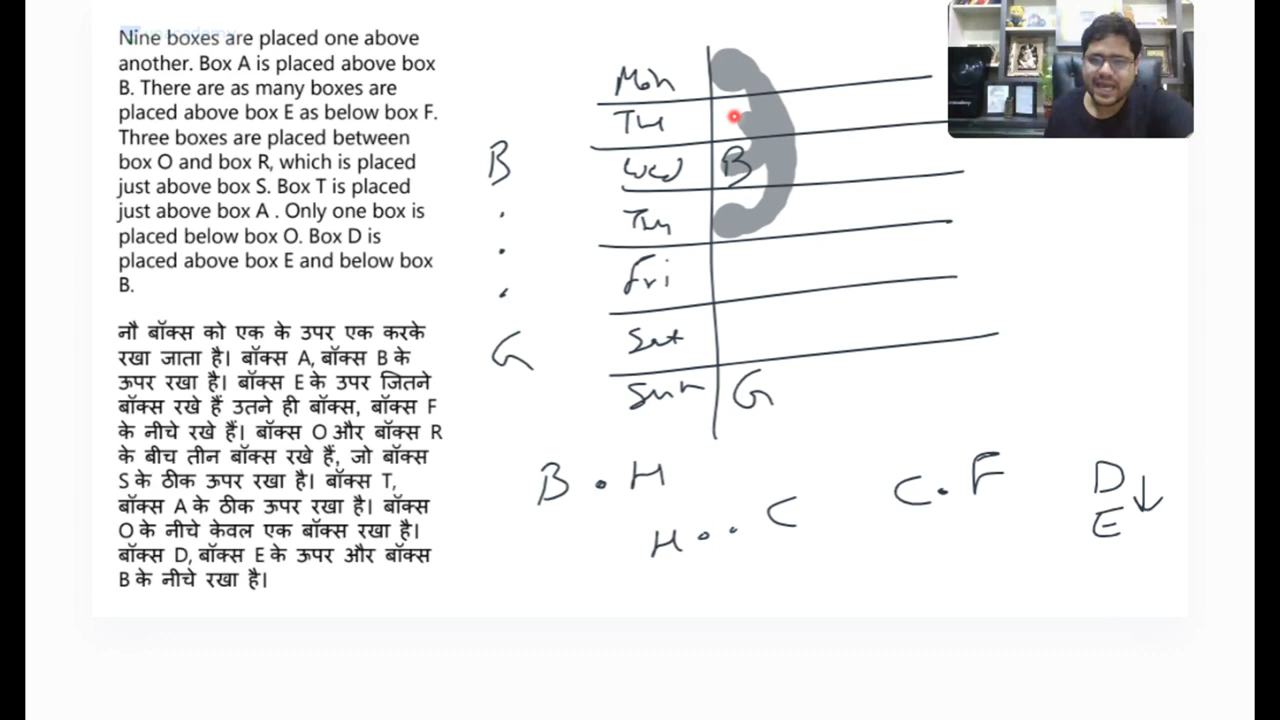 Nine boxes are placed one above
another. Box A is placed above box
B. There are as many boxes are
placed above box E as below box F.
Three boxes are placed between
box O and box R, which is placed
just above box S. Box T is placed
just above box A . Only one box is
placed below box O. Box D is
placed above box E and below box
B.
नौ बॉक्स को एक के उपर एक करके
रखा जाता है। बॉक्स A, बॉक्स B के
ऊपर रखा है। बॉक्स E के उपर जितने
बॉक्स रखे हैं उतने ही बॉक्स, बॉक्स F
के नीचे रखे हैं। बॉक्स O और बॉक्स R
के बीच तीन बॉक्स रखे हैं, जो बॉक्स
S के ठीक ऊपर रखा है। बॉक्स T,
बॉक्स A के ठीक ऊपर रखा है। बॉक्स
O के नीचे केवल एक बॉक्स रखा है।
बॉक्स D, बॉक्स E के ऊपर और बॉक्स
B के नीचे रखा है।
B
G
Mon
Tue
Wed B
Thu
Fri
Sat
Sun G
B . H
H . . C
C . F
D
E